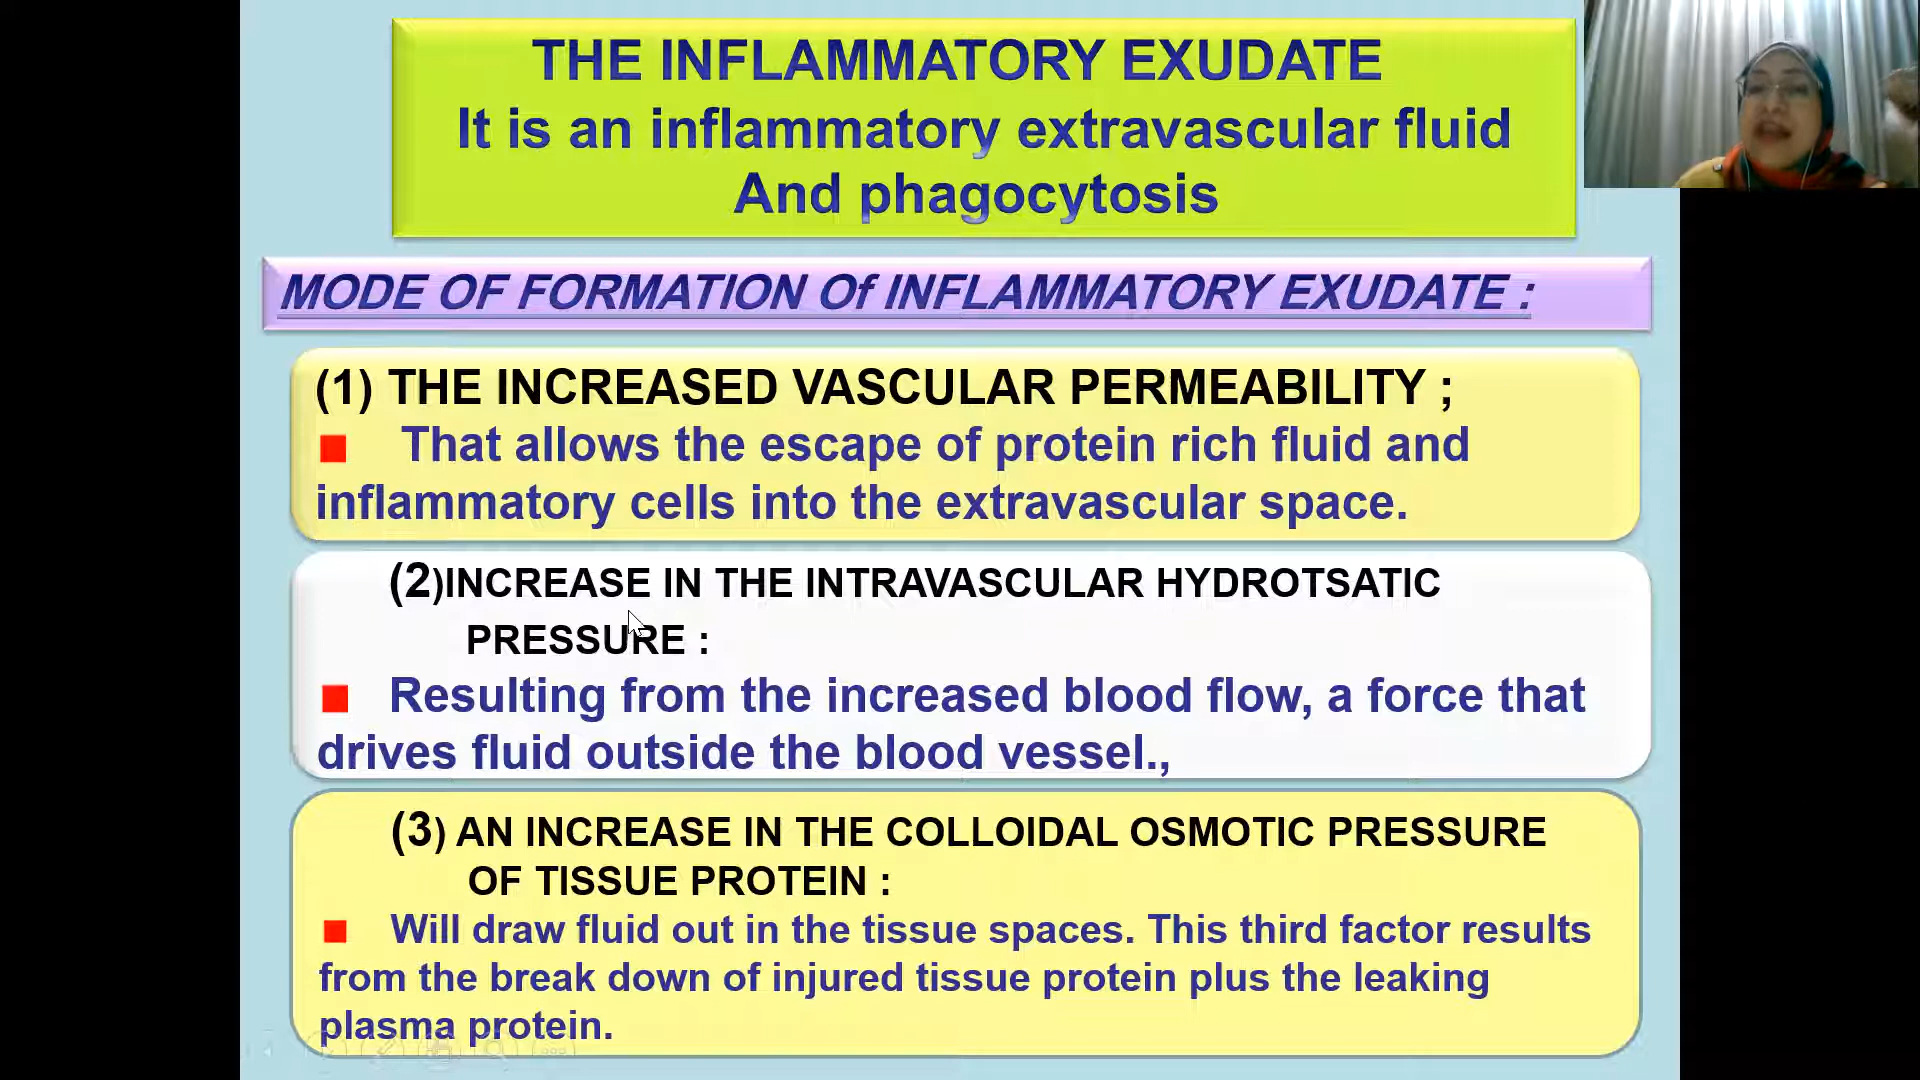 THE INFLAMMATORY EXUDATE
It is an inflammatory extravascular fluid
And phagocytosis
MODE OF FORMATION Of INFLAMMATORY EXUDATE :
(1) THE INCREASED VASCULAR PERMEABILITY ;
That allows the escape of protein rich fluid and
inflammatory cells into the extravascular space.
(2)INCREASE IN THE INTRAVASCULAR HYDROTSATIC
PRESSURE :
Resulting from the increased blood flow, a force that
drives fluid outside the blood vessel.,
(3) AN INCREASE IN THE COLLOIDAL OSMOTIC PRESSURE
OF TISSUE PROTEIN :
Will draw fluid out in the tissue spaces. This third factor results
from the break down of injured tissue protein plus the leaking
plasma protein.